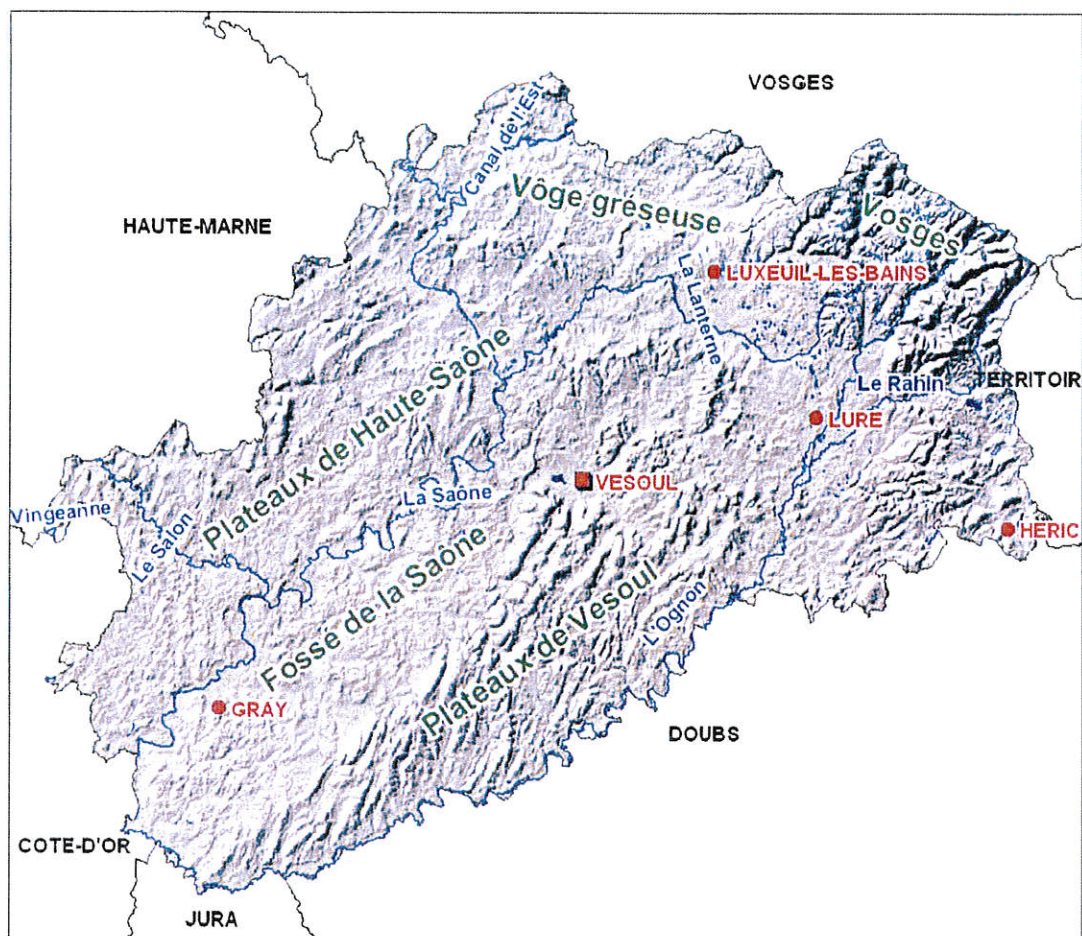 VOSGES
Canal de l'Est
Vôge gréseuse
Vosges
HAUTE-MARNE
LUXEUIL-LES-BAINS
La Lanterne
Plateaux de Haute-Saône
Le Rahin
TERRITOIR
LURE
VESOUL
La Saône
Vingeanne
Le Salon
HERIC
Fossé de la Saône
Plateaux de Vesoul
L'Ognon
GRAY
DOUBS
COTE-D'OR
JURA